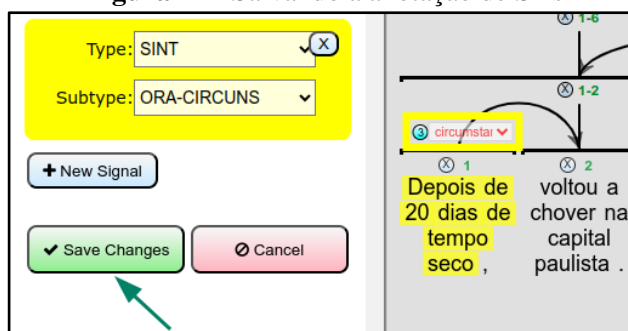 1-6
Type: SINT
X
Subtype: ORA-CIRCUNS
X 1-2
3 circumstar
+ New Signal
X 1
X 2
Depois de
20 dias de
tempo
seco ,
voltou a
chover na
capital
paulista .
✔ Save Changes
Cancel